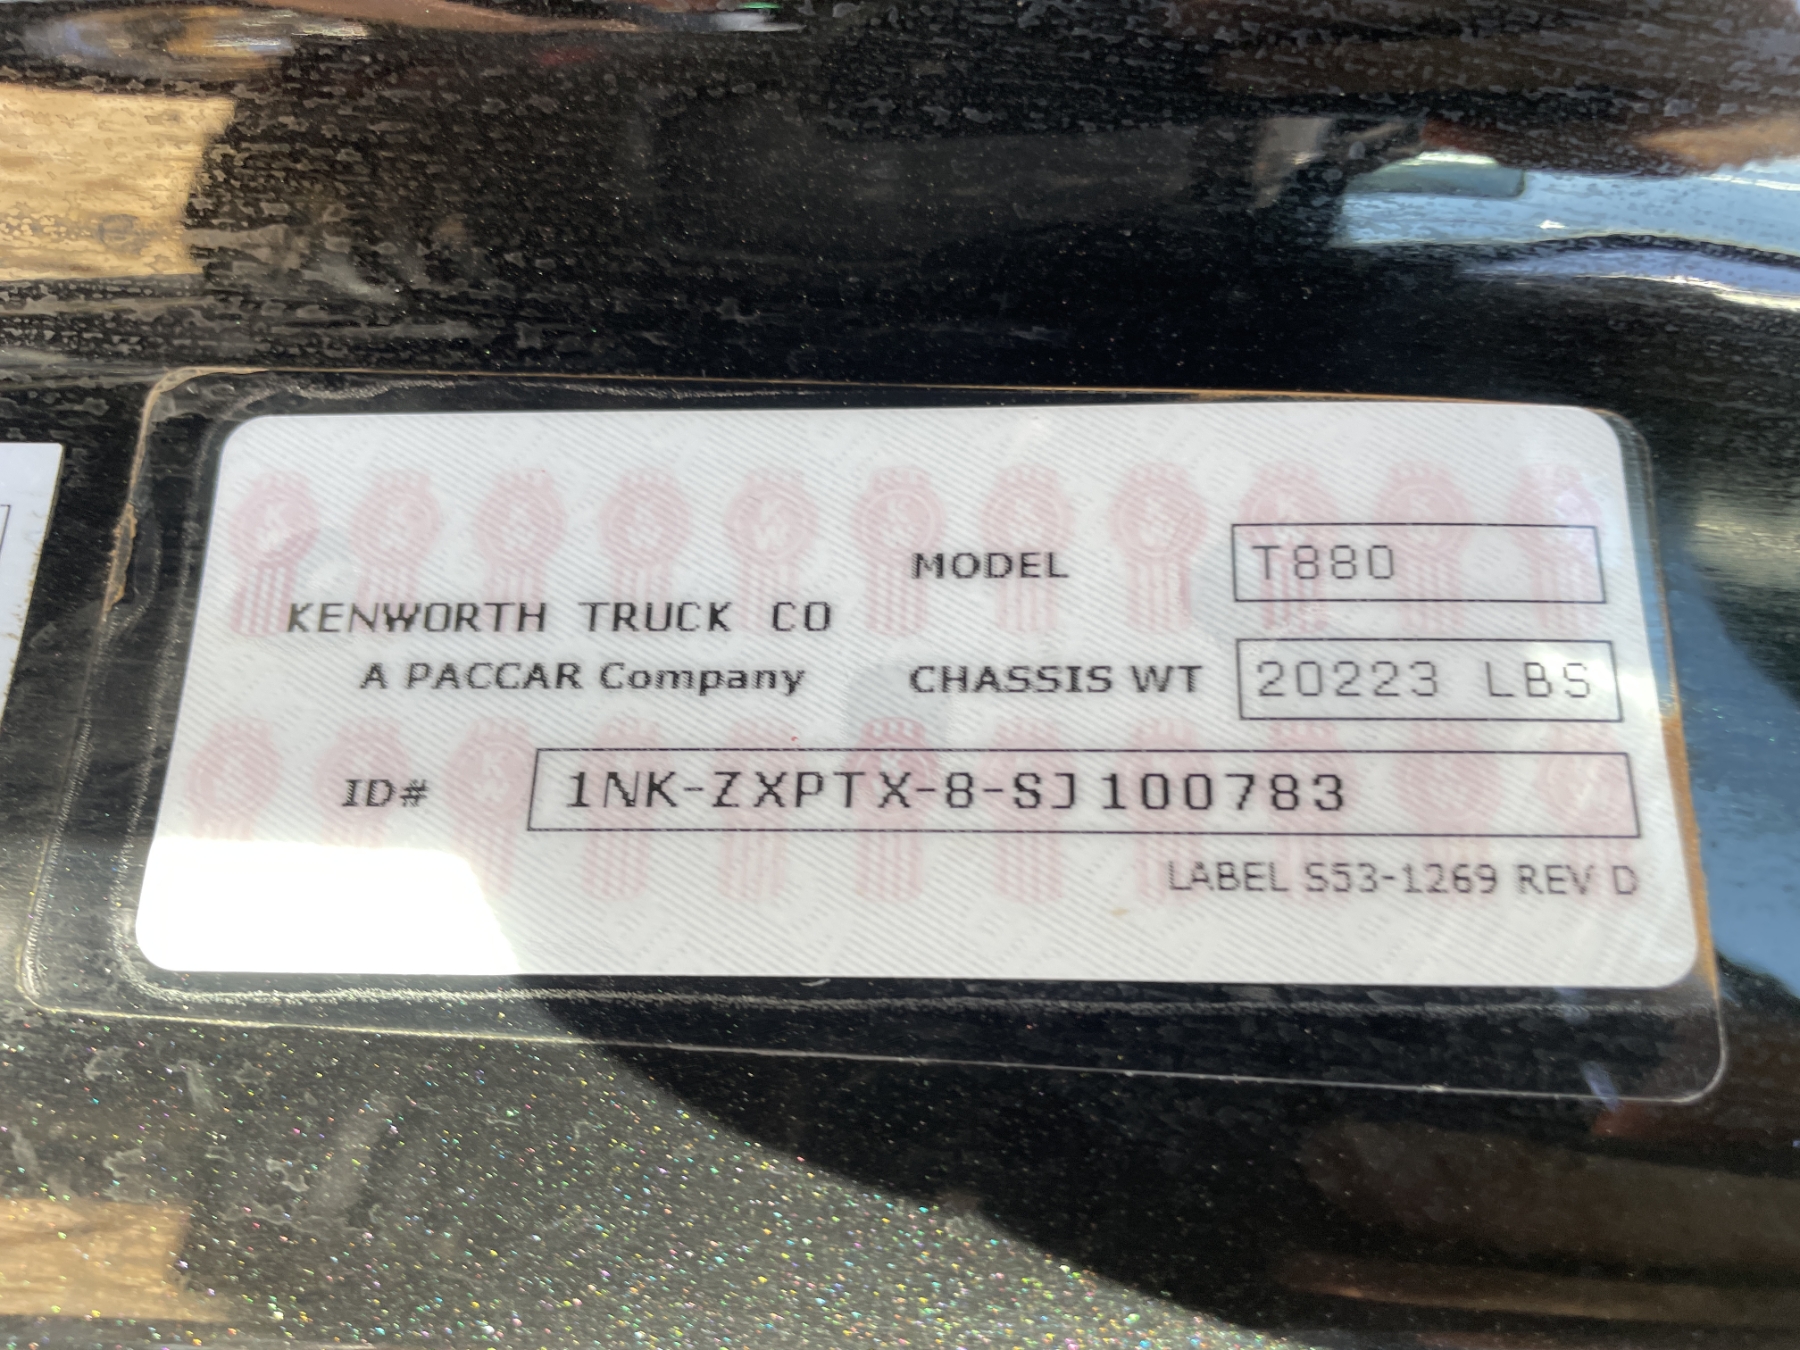 MODEL T880
KENWORTH TRUCK CO
A PACCAR Company
CHASSIS WT 20223 LBS
ID# 1NK-ZXPTX-8-SJ100783
LABEL S53-1269 REV D